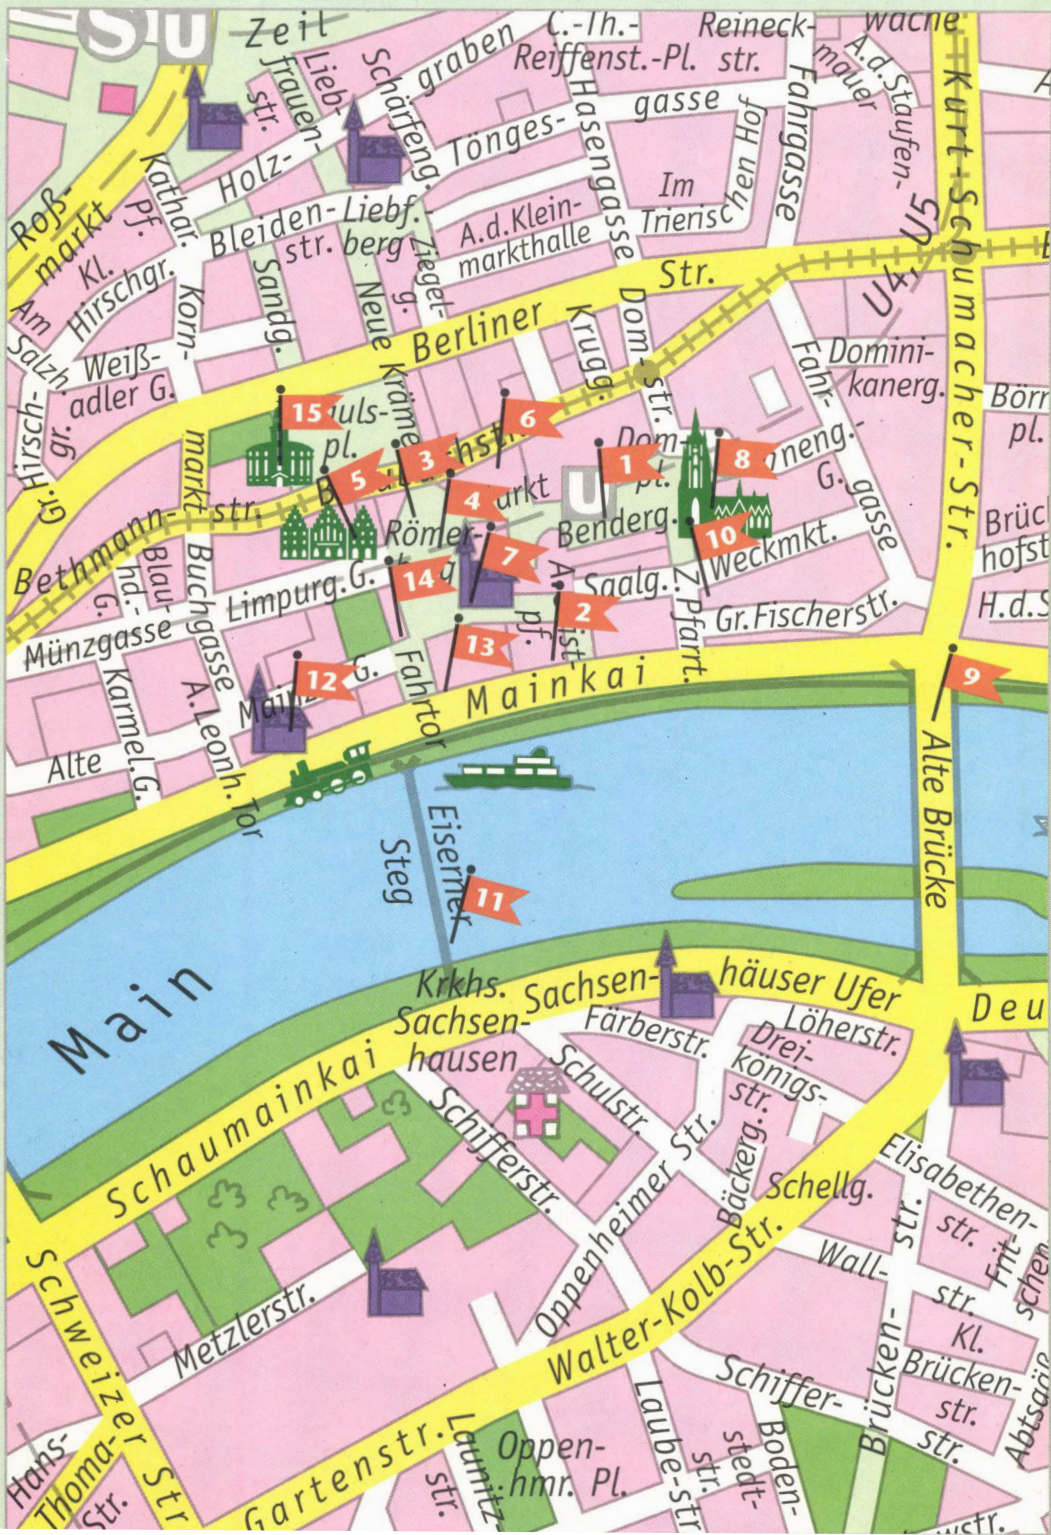 S U
Zeil
C.-Th.-
Reiffenst.-Pl.
Reineck-
str.
wache
Lieb-
frauen-
str.
Schärfeng.
graben
Holz-
Hasengasse
Fahrgasse
mauer
A.d.Staufen-
Kurt-Schumacher-Str.
Tönges-
gasse
Im
Trierischen Hof
Roß-
markt
Kathar.
Pf.
Bleiden-
str.
Liebf.-
berg
A.d.Klein-
markthalle
Ziegel-
g.
U4, U5
Kl.
Hirschgr.
Am
Salzh.
Korn-
markt
Sandg.
Neue Kräme
Berliner
Str.
Krugg.
Dom-
str.
Fahr-
gasse
Domini-
kanerg.
Weiß-
adler G.
Gr.Hirsch-
gr.
Börn
pl.
15
pl.
6
3
5
1
8
4
Dom-
pl.
nneng.-
G.
U
Benderg.
Römer-
7
10
Weckmkt.
Brück
hofst
Bethmann-
str.
Blau-
hd.-
G.
Buchgasse
Limpurg.G.
14
Saalg.
2
Z.Pfarrt.
Gr.Fischerstr.
H.d.S
Münzgasse
pf.
13
12
G.
Fahrtor
Mainkai
9
Karmel.G.
A.Leonh.Tor
Alte
Eiserner
Steg
11
Alte Brücke
Main
Krkhs.
Sachsen-
hausen
Sachsen-
häuser Ufer
Deu
Färberstr.
Löherstr.
Drei-
königs-
str.
Schaumainkai
Schulstr.
Schifferstr.
Oppenheimer Str.
Bäckerg.
Schellg.
Elisabethen-
str.
Frit-
schen
Wall-
str.
Brücken-
str.
Kl.
Brücken-
str.
Schweizer Str
Metzlerstr.
Walter-Kolb-Str.
Schiffer-
str.
Gartenstr.
Hans-
Thoma-
Str.
Launitz-
str.
Oppen-
hmr. Pl.
Laube-str
stedt-
str.
Boden-